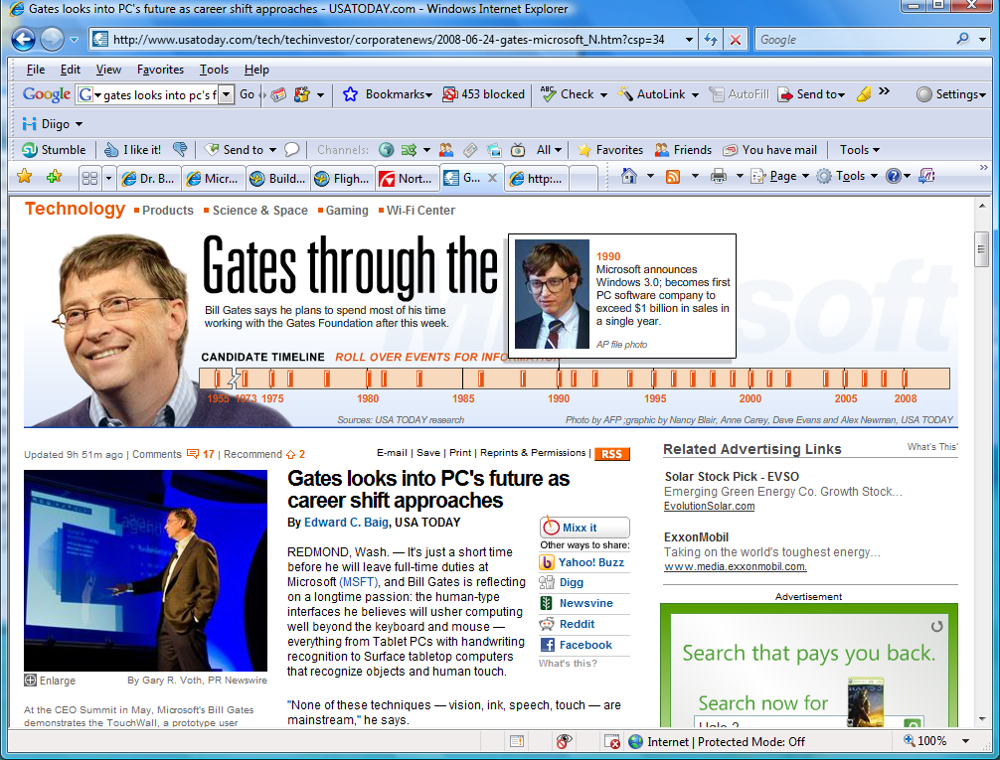 Gates looks into PC's future as career shift approaches - USATODAY.com - Windows Internet Explorer
http://www.usatoday.com/tech/techinvestor/corporatenews/2008-06-24-gates-microsoft_N.htm?csp=34
Google
File Edit View Favorites Tools Help
Google G gates looks into pc's f Go Bookmarks 453 blocked ABC Check AutoLink AutoFill Send to » Settings
Diigo
Stumble I like it! Send to Channels: All Favorites Friends You have mail Tools
Dr. B... Micr... Build... Fligh... Nort... G... http:... Page Tools »
Technology Products Science & Space Gaming Wi-Fi Center
Microsoft
Gates through the
Bill Gates says he plans to spend most of his time
working with the Gates Foundation after this week.
1990
Microsoft announces
Windows 3.0; becomes first
PC software company to
exceed $1 billion in sales in
a single year.
AP file photo
CANDIDATE TIMELINE ROLL OVER EVENTS FOR INFORMATION
1955 1973 1975 1980 1985 1990 1995 2000 2005 2008
Sources: USA TODAY research Photo by AFP ;graphic by Nancy Blair, Anne Carey, Dave Evans and Alex Newman, USA TODAY
Updated 9h 51m ago | Comments 17 | Recommend 2
E-mail | Save | Print | Reprints & Permissions | RSS
agenda
Enlarge By Gary R. Voth, PR Newswire
At the CEO Summit in May, Microsoft's Bill Gates
demonstrates the TouchWall, a prototype user
Gates looks into PC's future as
career shift approaches
By Edward C. Baig, USA TODAY
REDMOND, Wash. — It's just a short time
before he will leave full-time duties at
Microsoft (MSFT), and Bill Gates is reflecting
on a longtime passion: the human-type
interfaces he believes will usher computing
well beyond the keyboard and mouse —
everything from Tablet PCs with handwriting
recognition to Surface tabletop computers
that recognize objects and human touch.
"None of these techniques — vision, ink, speech, touch — are
mainstream," he says.
Mixx it
Other ways to share:
Yahoo! Buzz
Digg
Newsvine
Reddit
Facebook
What's this?
Related Advertising Links What's This?
Solar Stock Pick - EVSO
Emerging Green Energy Co. Growth Stock...
EvolutionSolar.com
ExxonMobil
Taking on the world's toughest energy...
www.media.exxonmobil.com.
Advertisement
Search that pays you back.
Search now for
Halo 2
Internet | Protected Mode: Off 100%